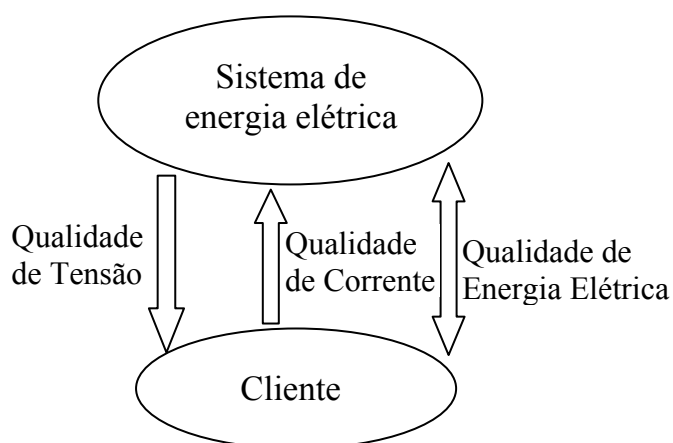 Sistema de
energia elétrica
Qualidade
de Tensão
Qualidade
de Corrente
Qualidade de
Energia Elétrica
Cliente